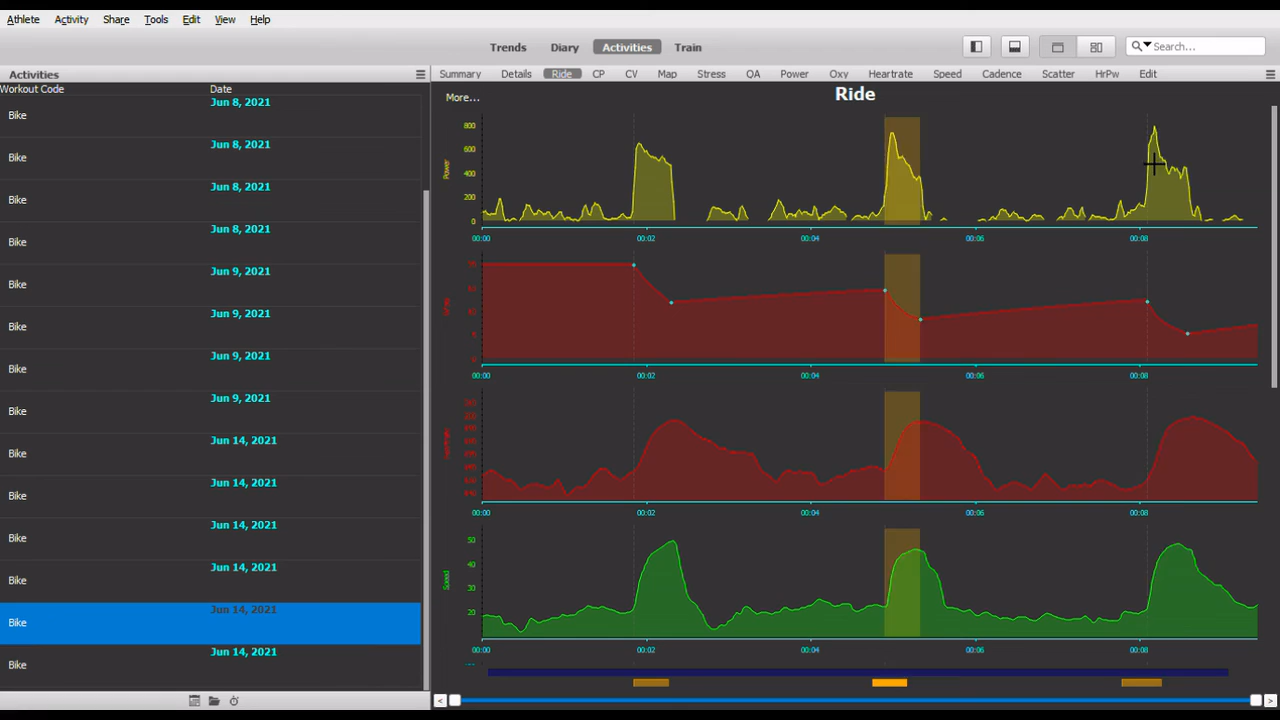 Athlete Activity Share Tools Edit View Help
Trends Diary Activities Train Search...
Activities
Summary Details Ride CP CV Map Stress QA Power Oxy Heartrate Speed Cadence Scatter HrPw Edit
Workout Code Date
More... Ride
Bike Jun 8, 2021
Bike Jun 8, 2021
Bike Jun 8, 2021
Bike Jun 8, 2021
Bike Jun 9, 2021
Bike Jun 9, 2021
Bike Jun 9, 2021
Bike Jun 9, 2021
Bike Jun 14, 2021
Bike Jun 14, 2021
Bike Jun 14, 2021
Bike Jun 14, 2021
Bike Jun 14, 2021
Bike Jun 14, 2021
Power
800
600
400
200
0
00:00 00:02 00:04 00:06 00:08
00:00 00:02 00:04 00:06 00:08
00:00 00:02 00:04 00:06 00:08
Speed
50
40
30
20
00:00 00:02 00:04 00:06 00:08
< >